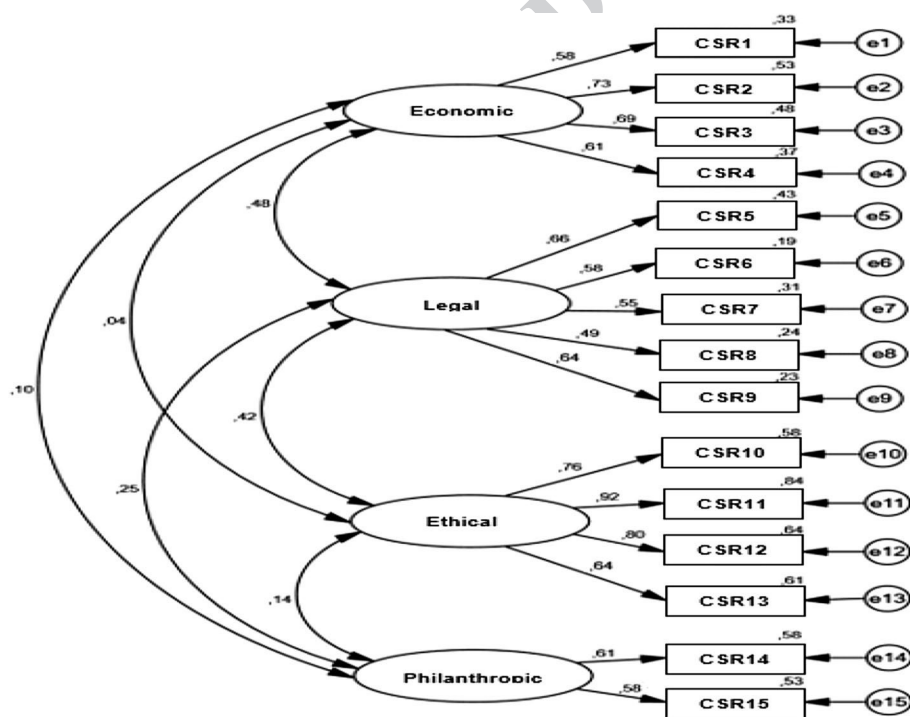 ,33
,58 CSR1 e1
,53
,73 CSR2 e2
Economic
,48
,69 CSR3 e3
,37
,61 CSR4 e4
,43
,48 CSR5 e5
,66
,19
,58 CSR6 e6
Legal
,31
,55 CSR7 e7
,04
,24
,49 CSR8 e8
,64
,23
,10 CSR9 e9
,42
,58
,76 CSR10 e10
,25
,84
,92 CSR11 e11
Ethical
,64
,80 CSR12 e12
,64
,61
,14 CSR13 e13
,58
,61 CSR14 e14
Philanthropic
,53
,58 CSR15 e15